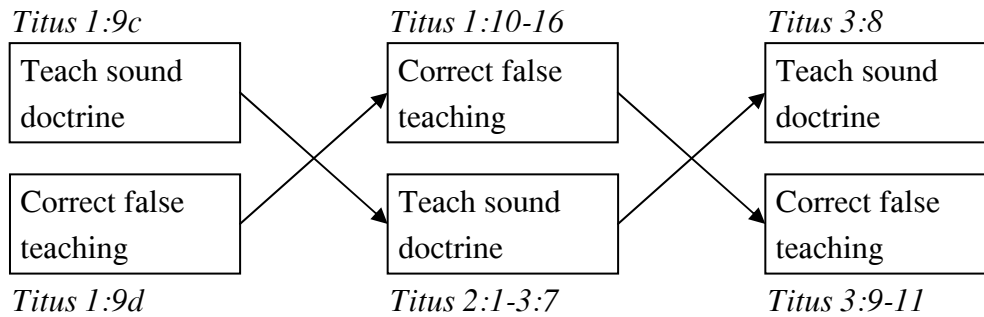 Titus 1:9c
Teach sound
doctrine
Correct false
teaching
Titus 1:9d
Titus 1:10-16
Correct false
teaching
Teach sound
doctrine
Titus 2:1-3:7
Titus 3:8
Teach sound
doctrine
Correct false
teaching
Titus 3:9-11